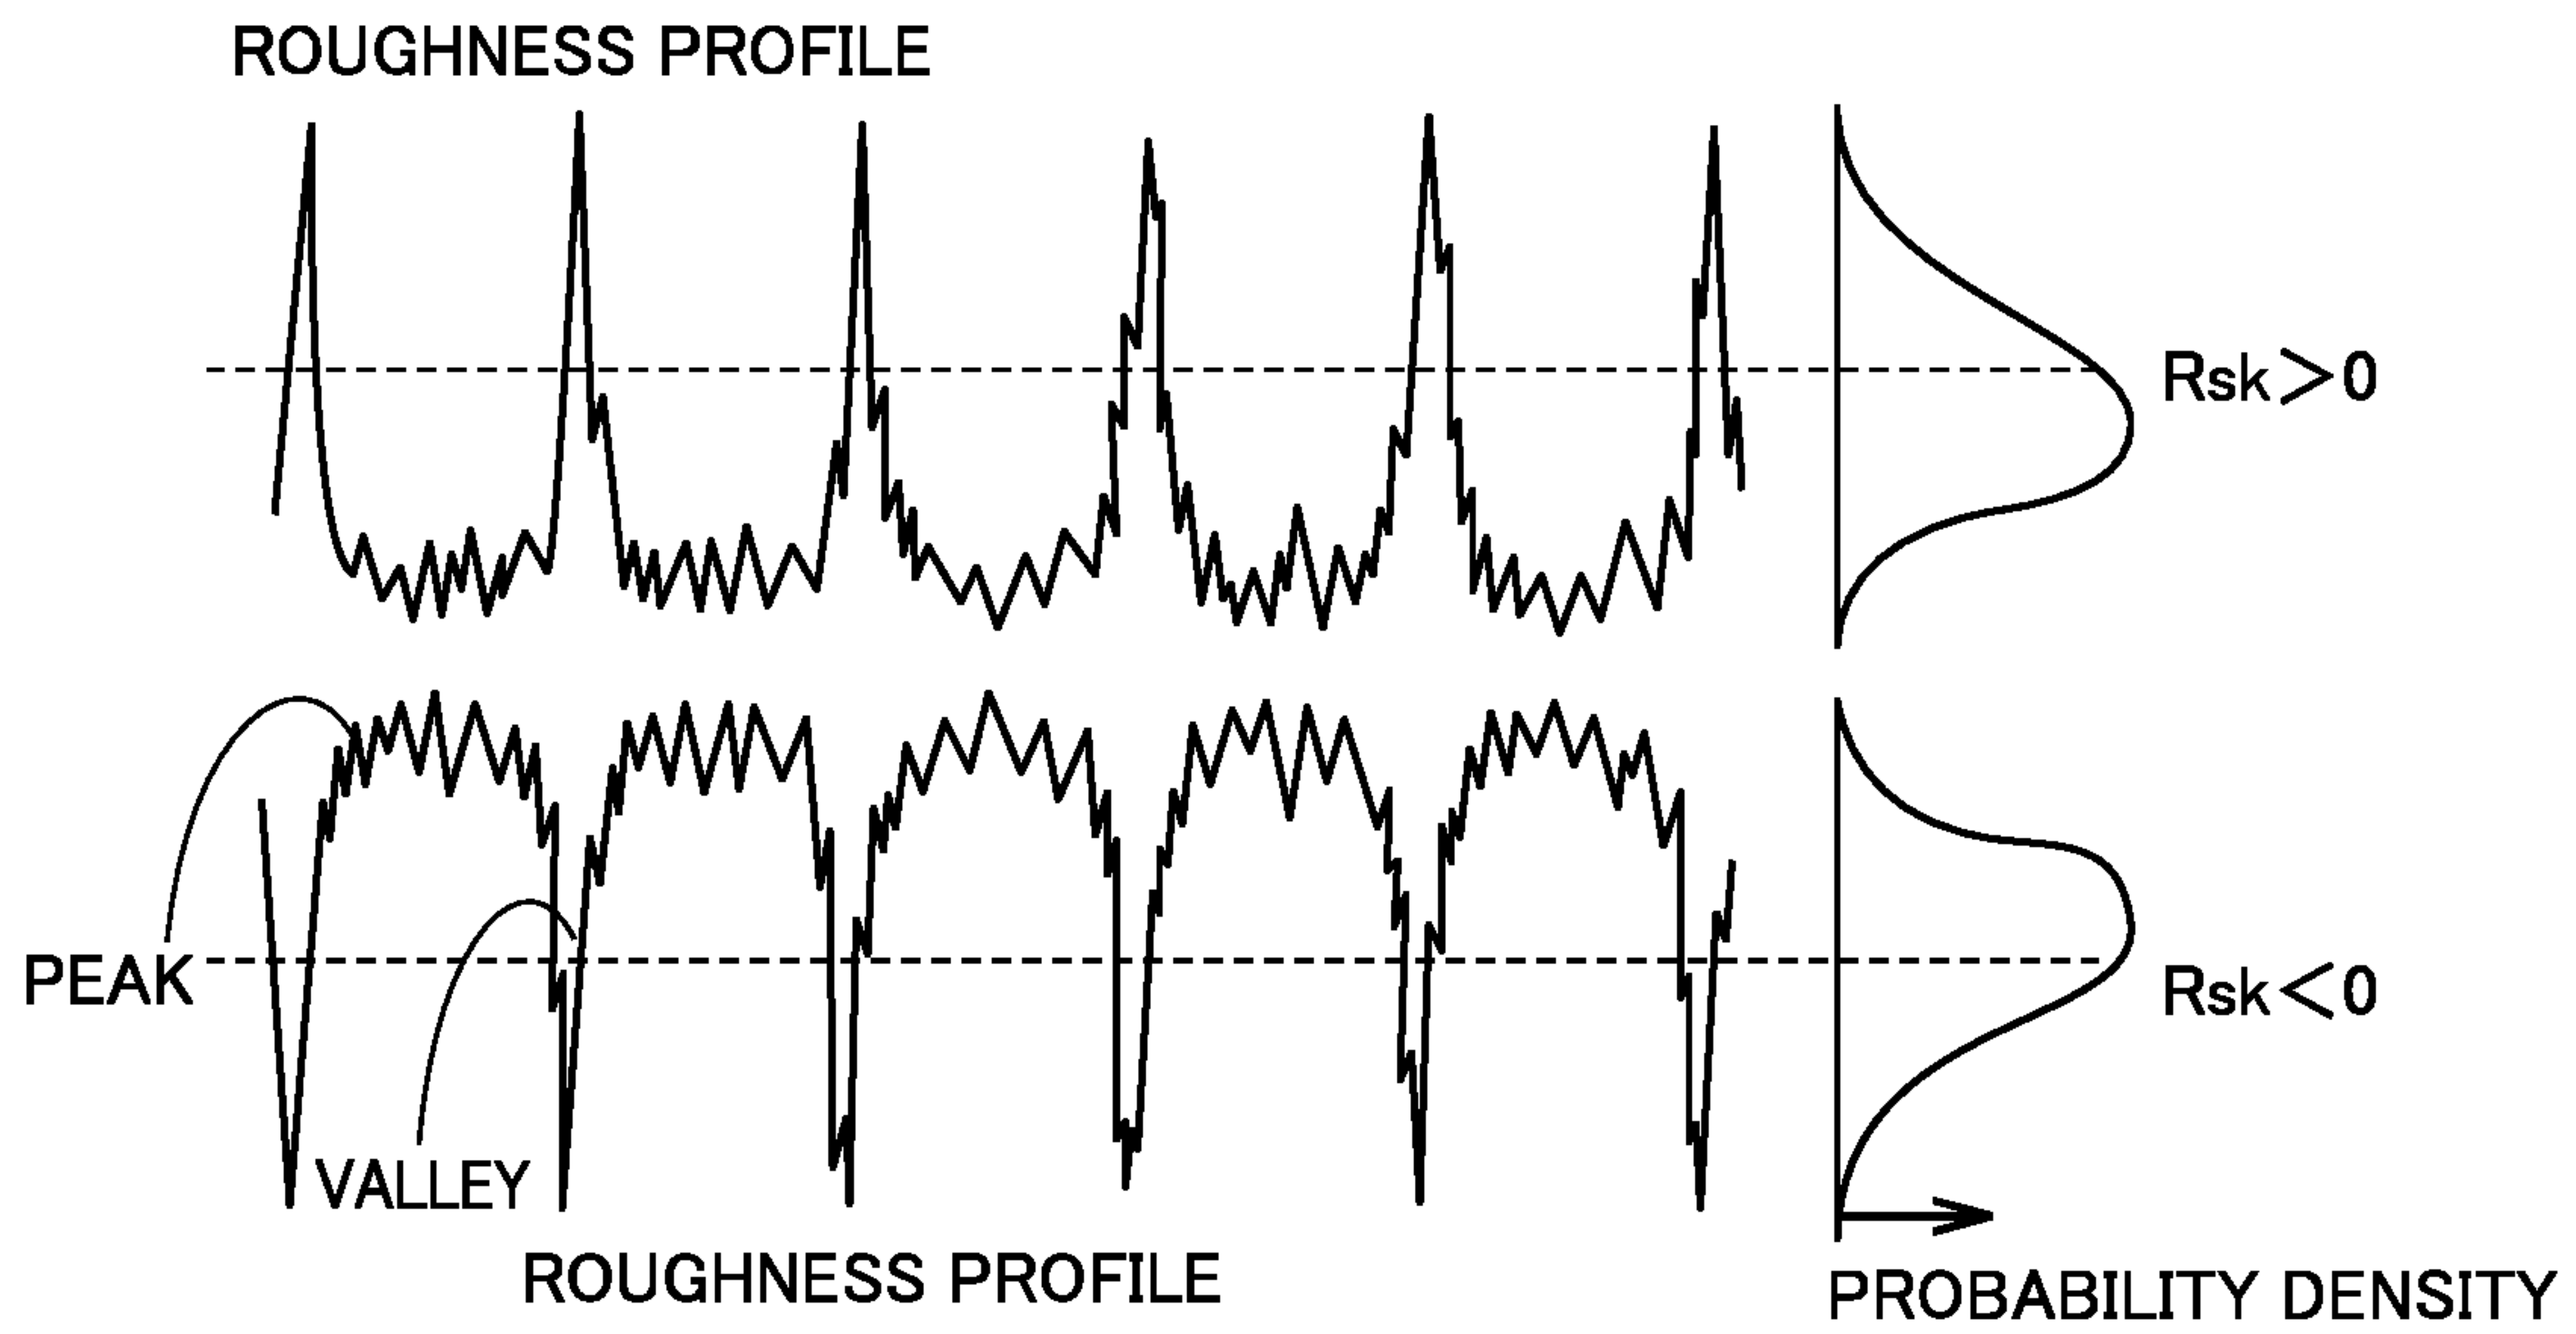 ROUGHNESS PROFILE
Rsk>0
PEAK
Rsk<0
VALLEY
ROUGHNESS PROFILE
PROBABILITY DENSITY